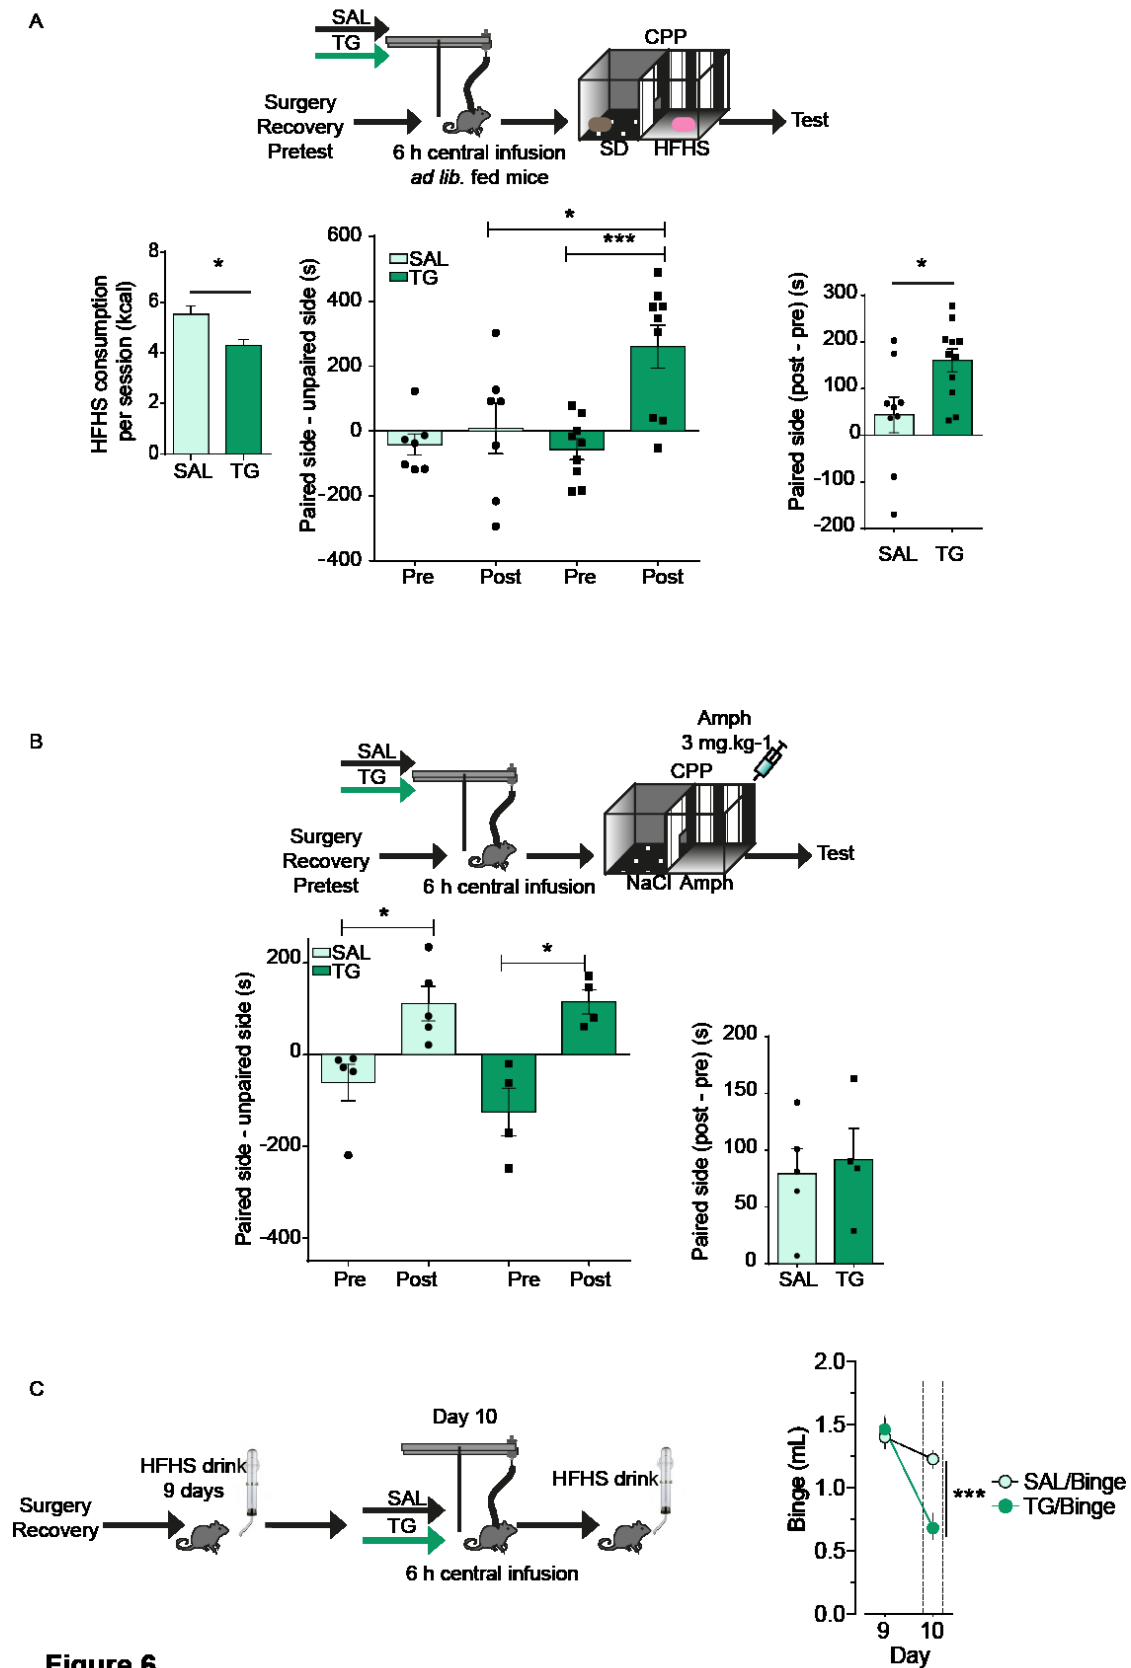 A
SAL
TG
Surgery
Recovery
Pretest
6 h central infusion
ad lib. fed mice
CPP
SD HFHS
Test
HFHS consumption
per session (kcal)
8
6
4
2
0
SAL TG
*
Paired side - unpaired side (s)
600
400
200
0
-200
-400
SAL
TG
*
***
Pre Post Pre Post
Paired side (post - pre) (s)
300
200
100
0
-100
-200
*
SAL TG
B
SAL
TG
Surgery
Recovery
Pretest
6 h central infusion
Amph
3 mg.kg-1
CPP
NaCl Amph
Test
Paired side - unpaired side (s)
200
0
-200
-400
SAL
TG
*
*
Pre Post Pre Post
Paired side (post - pre) (s)
200
150
100
50
0
SAL TG
C
Surgery
Recovery
HFHS drink
9 days
Day 10
SAL
TG
6 h central infusion
HFHS drink
Binge (mL)
2.0
1.5
1.0
0.5
0.0
9 10
Day
***
SAL/Binge
TG/Binge
Figure 6